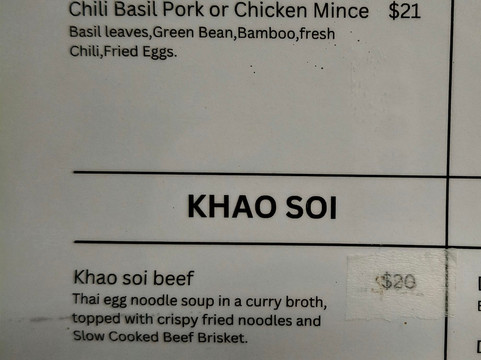 Chili Basil Pork or Chicken Mince $21
Basil leaves,Green Bean,Bamboo,fresh
Chili,Fried Eggs.
KHAO SOI
Khao soi beef $20
Thai egg noodle soup in a curry broth,
topped with crispy fried noodles and
Slow Cooked Beef Brisket.